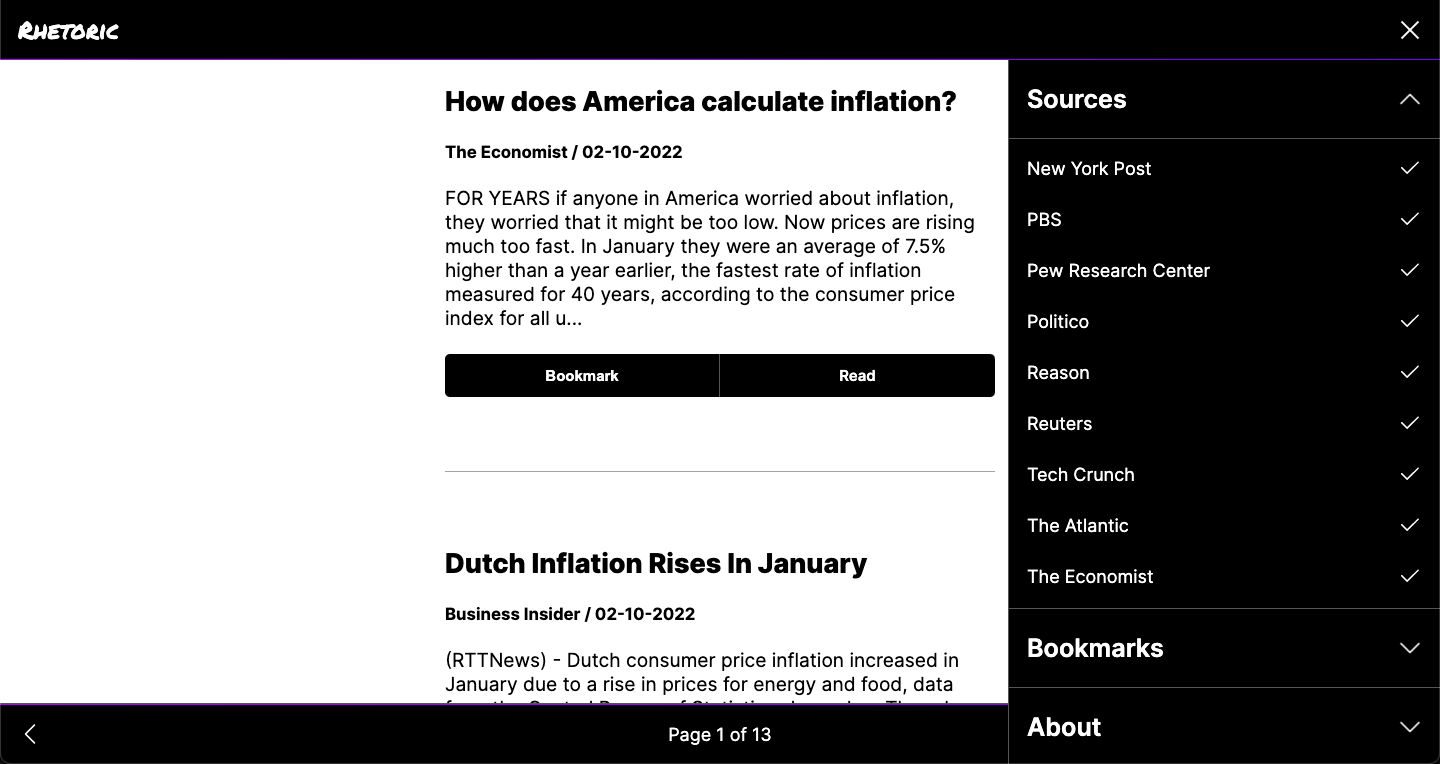 Rhetoric
How does America calculate inflation?
The Economist / 02-10-2022
FOR YEARS if anyone in America worried about inflation,
they worried that it might be too low. Now prices are rising
much too fast. In January they were an average of 7.5%
higher than a year earlier, the fastest rate of inflation
measured for 40 years, according to the consumer price
index for all u...
Bookmark
Read
Dutch Inflation Rises In January
Business Insider / 02-10-2022
(RTTNews) - Dutch consumer price inflation increased in
January due to a rise in prices for energy and food, data
Page 1 of 13
Sources
New York Post
PBS
Pew Research Center
Politico
Reason
Reuters
Tech Crunch
The Atlantic
The Economist
Bookmarks
About